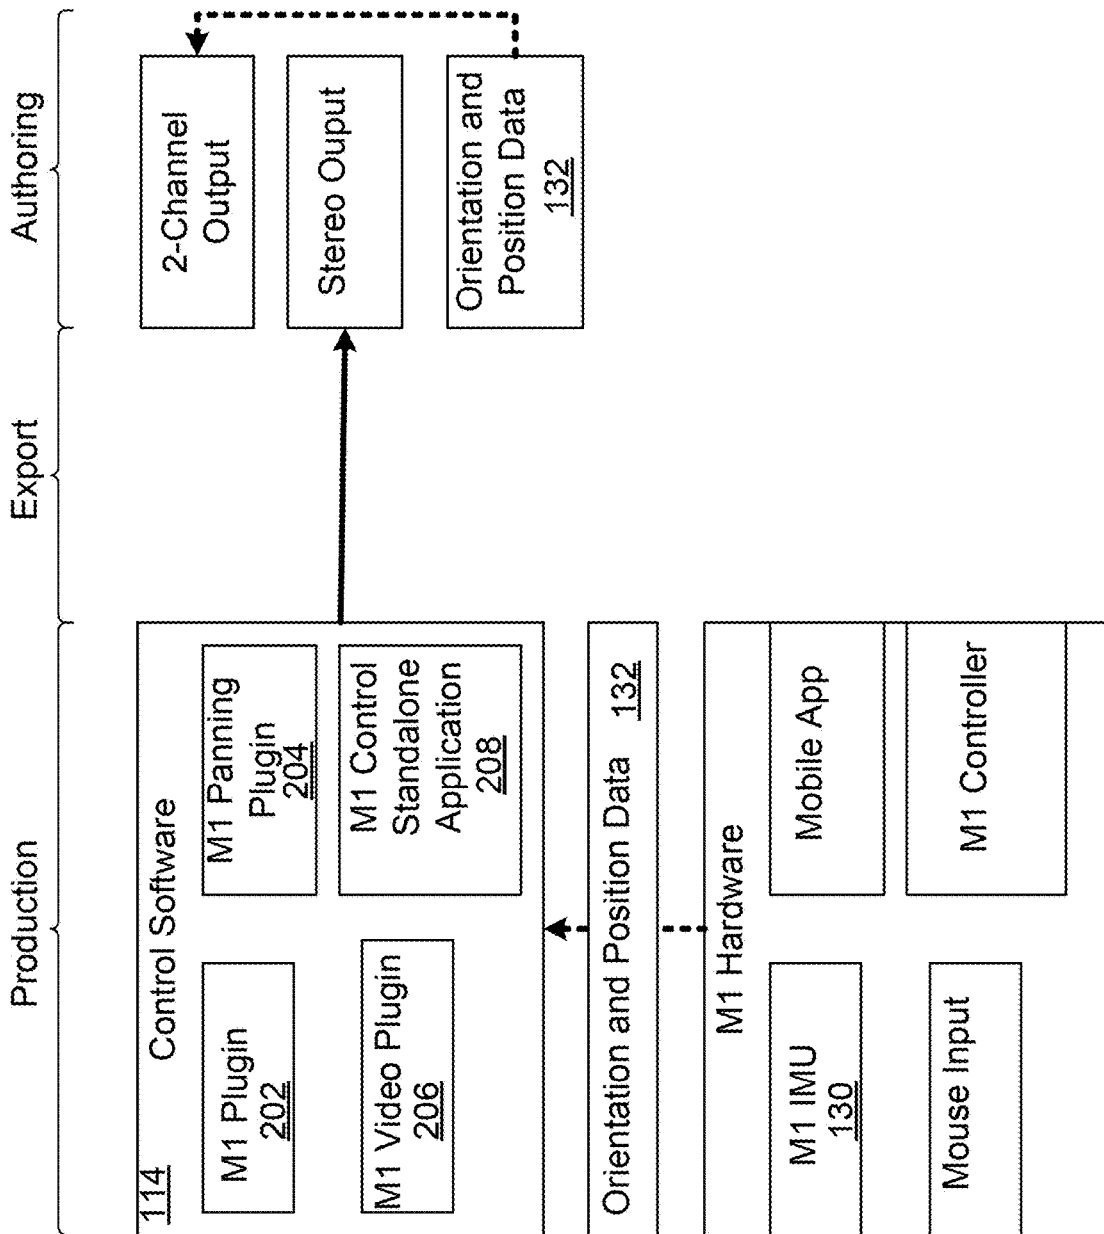 Production
Export
Authoring
114
Control Software
M1 Plugin
202
M1 Panning
Plugin
204
M1 Video Plugin
206
M1 Control
Standalone
Application
208
Orientation and Position Data 132
M1 Hardware
M1 IMU
130
Mobile App
Mouse Input
M1 Controller
2-Channel
Output
Stereo Ouput
Orientation and
Position Data
132